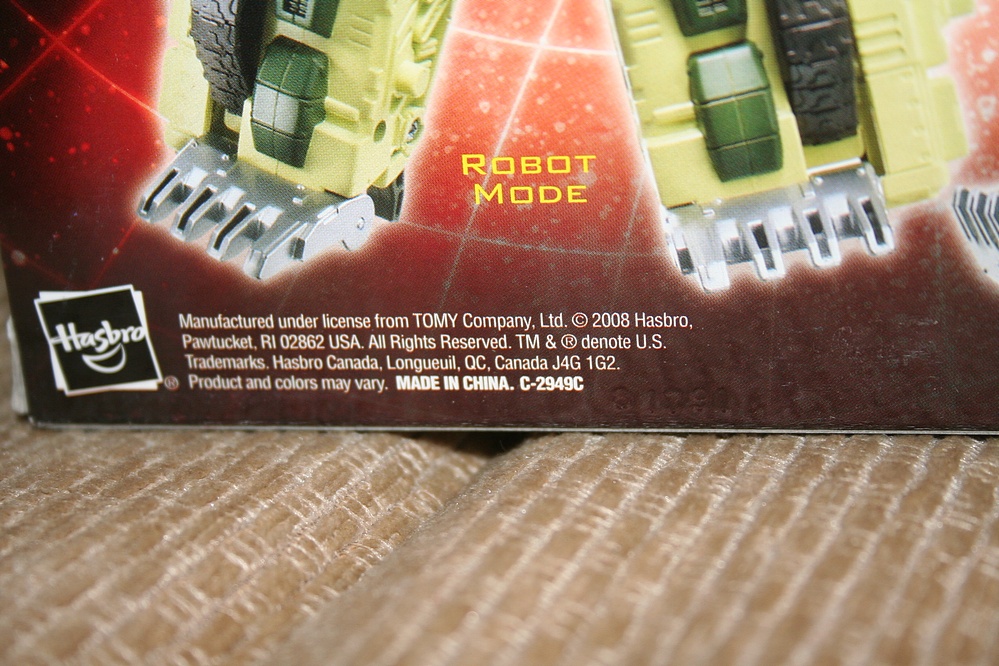 ROBOT
MODE
Hasbro
Manufactured under license from TOMY Company, Ltd. © 2008 Hasbro,
Pawtucket, RI 02862 USA. All Rights Reserved. TM & ® denote U.S.
Trademarks. Hasbro Canada, Longueuil, QC, Canada J4G 1G2.
® Product and colors may vary. MADE IN CHINA. C-2949C